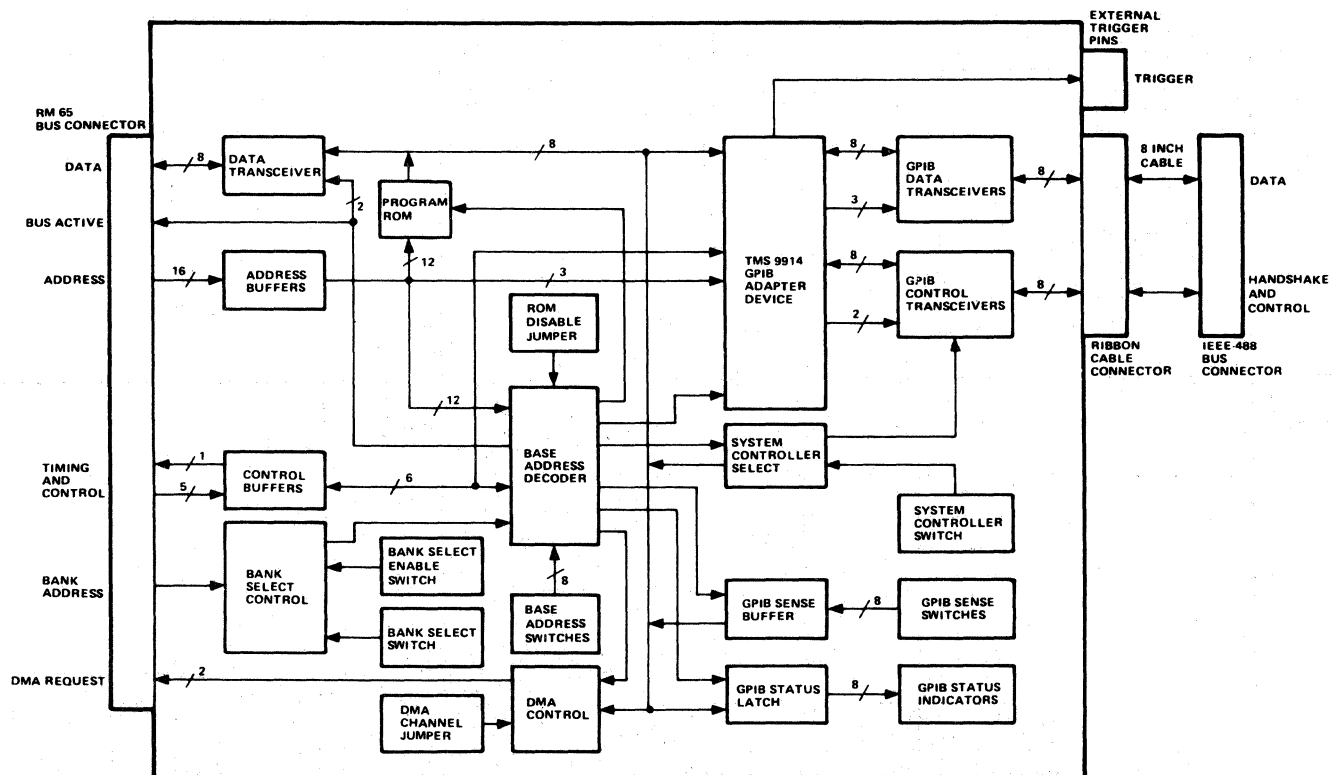 EXTERNAL
TRIGGER
PINS
TRIGGER
RM 65
BUS CONNECTOR
DATA
8
DATA
TRANSCEIVER
8
2
BUS ACTIVE
PROGRAM
ROM
12
ADDRESS
16
ADDRESS
BUFFERS
3
ROM
DISABLE
JUMPER
TMS 9914
GPIB
ADAPTER
DEVICE
8
3
GPIB
DATA
TRANSCEIVERS
8
8
2
GPIB
CONTROL
TRANSCEIVERS
8
8 INCH
CABLE
DATA
HANDSHAKE
AND
CONTROL
RIBBON
CABLE
CONNECTOR
IEEE-488
BUS
CONNECTOR
12
BASE
ADDRESS
DECODER
SYSTEM
CONTROLLER
SELECT
SYSTEM
CONTROLLER
SWITCH
TIMING
AND
CONTROL
1
5
CONTROL
BUFFERS
6
BANK
ADDRESS
BANK
SELECT
CONTROL
BANK SELECT
ENABLE
SWITCH
BANK SELECT
SWITCH
8
BASE
ADDRESS
SWITCHES
GPIB SENSE
BUFFER
8
GPIB SENSE
SWITCHES
DMA REQUEST
2
DMA
CHANNEL
JUMPER
DMA
CONTROL
GPIB STATUS
LATCH
8
GPIB STATUS
INDICATORS